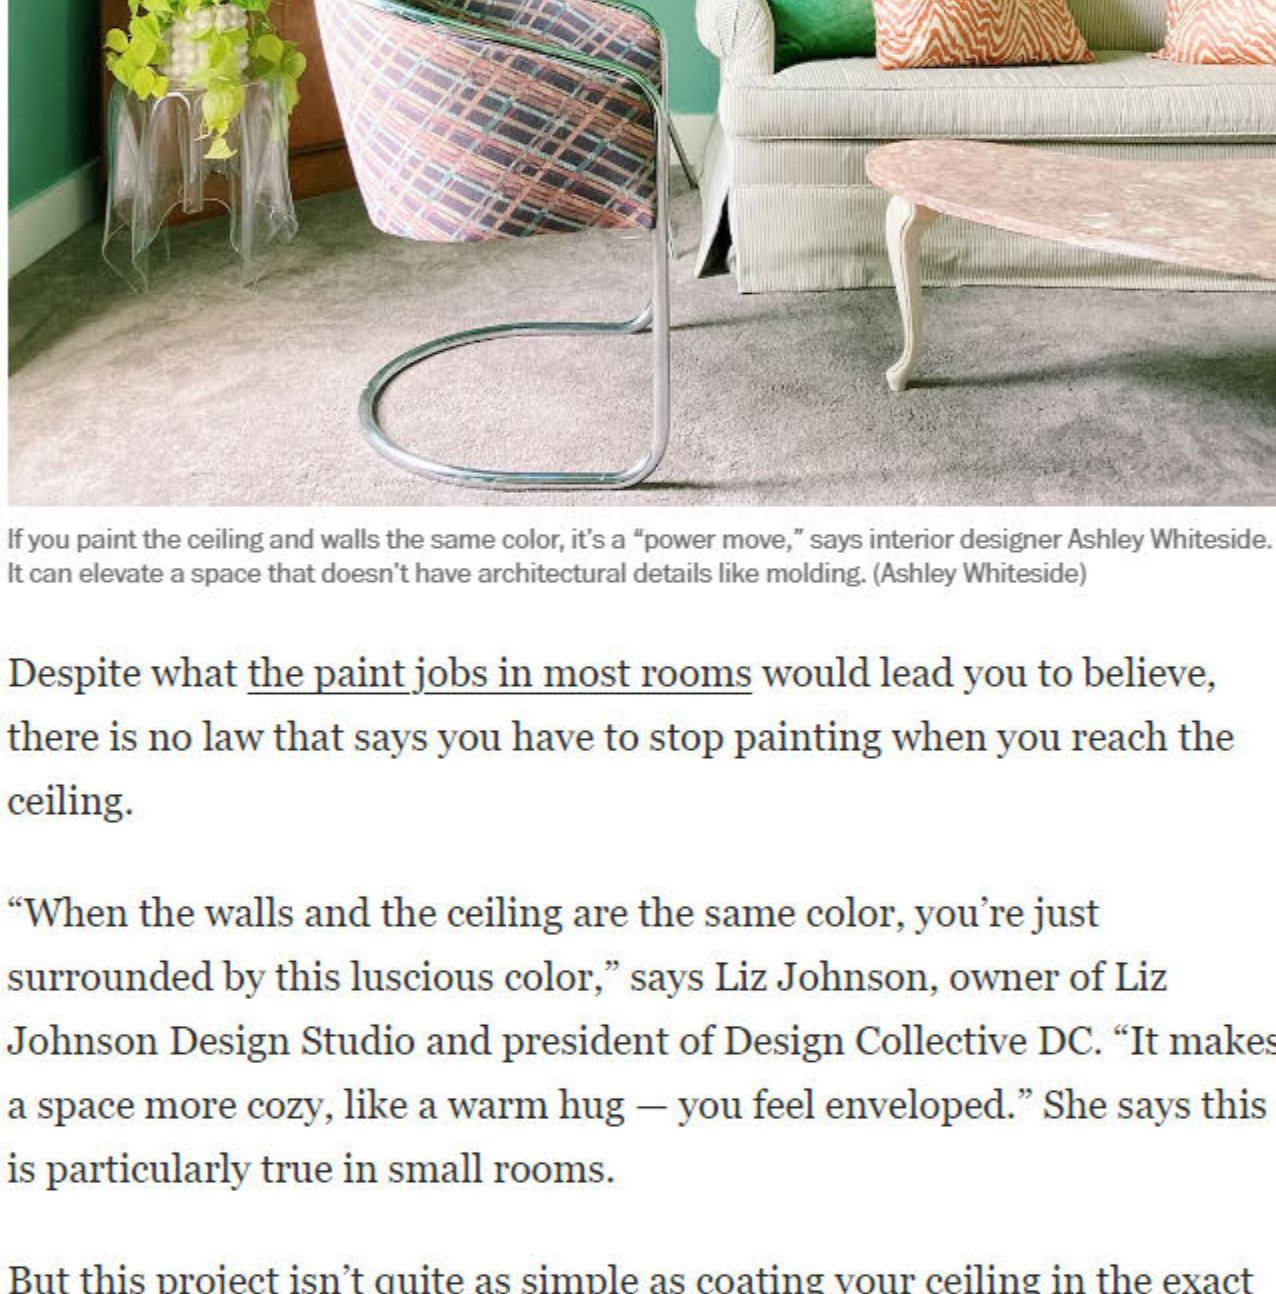 If you paint the ceiling and walls the same color, it’s a “power move,” says interior designer Ashley Whiteside.
It can elevate a space that doesn’t have architectural details like molding. (Ashley Whiteside)
Despite what the paint jobs in most rooms would lead you to believe,
there is no law that says you have to stop painting when you reach the
ceiling.
“When the walls and the ceiling are the same color, you’re just
surrounded by this luscious color,” says Liz Johnson, owner of Liz
Johnson Design Studio and president of Design Collective DC. “It makes
a space more cozy, like a warm hug — you feel enveloped.” She says this
is particularly true in small rooms.
But this project isn’t quite as simple as coating your ceiling in the exact